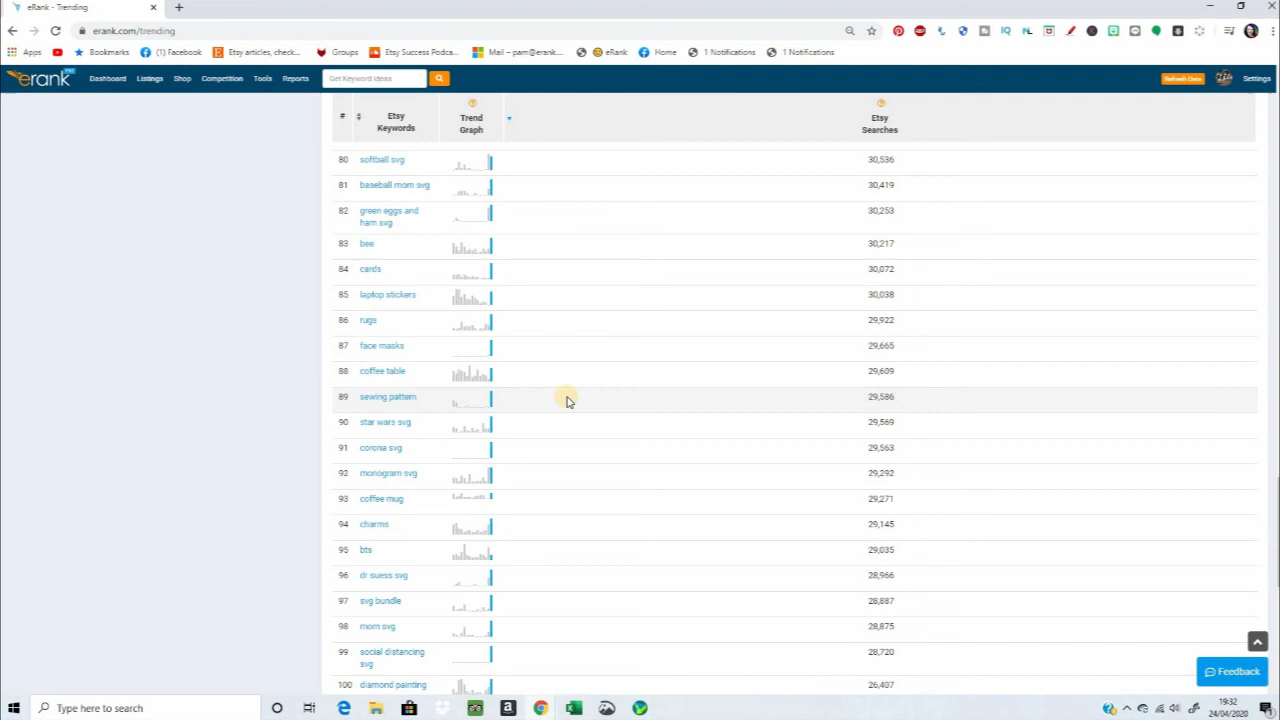 eRank - Trending
erank.com/trending
Apps
Bookmarks
(1) Facebook
Etsy articles, check...
Groups
Etsy Success Podca...
Mail – pam@erank...
eRank
Home
Quotations
1 Notifications
erank
Dashboard
Listings
Shop
Competition
Tools
Reports
Get Keyword Ideas
Refresh Data
Settings
# Etsy Keywords Trend Graph Etsy Searches
80 softball svg 30,536
81 baseball mom svg 30,419
82 green eggs and 30,253
ham svg
83 bee 30,217
84 cards 30,072
85 laptop stickers 30,038
86 rugs 29,922
87 face masks 29,665
88 coffee table 29,609
89 sewing pattern 29,586
90 star wars svg 29,569
91 corona svg 29,563
92 monogram svg 29,292
93 coffee mug 29,271
94 charms 29,145
95 bts 29,035
96 dr suess svg 28,966
97 svg bundle 28,887
98 mom svg 28,875
99 social distancing 28,720
svg
100 diamond painting 26,407
Feedback
Type here to search
19:32
24/04/2020